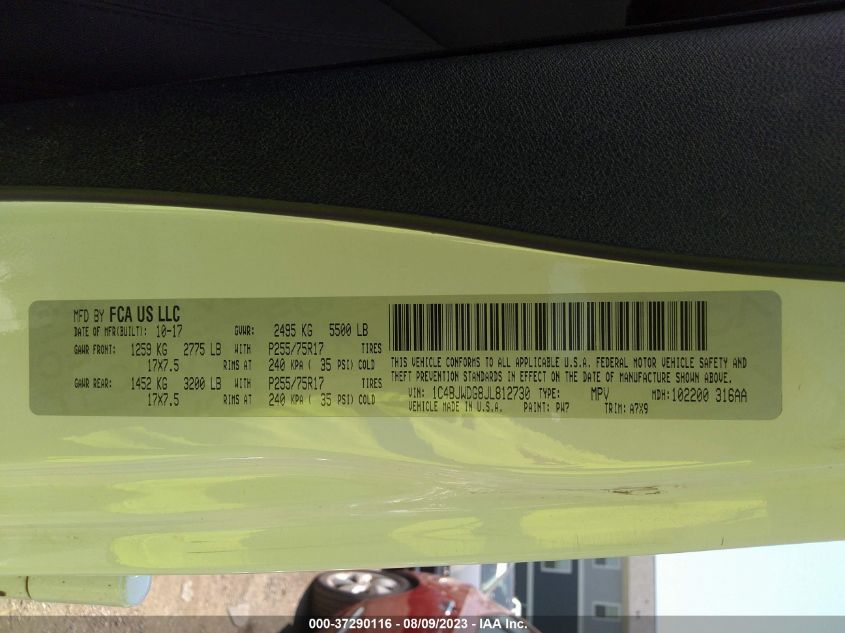 MFD BY FCA US LLC
DATE OF MFR(BUILT): 10-17 GVWR: 2495 KG 5500 LB
GAWR FRONT: 1259 KG 2775 LB WITH P255/75R17 TIRES
17X7.5 RIMS AT 240 KPA ( 35 PSI) COLD
GAWR REAR: 1452 KG 3200 LB WITH P255/75R17 TIRES
17X7.5 RIMS AT 240 KPA ( 35 PSI) COLD
THIS VEHICLE CONFORMS TO ALL APPLICABLE U.S.A. FEDERAL MOTOR VEHICLE SAFETY AND
THEFT PREVENTION STANDARDS IN EFFECT ON THE DATE OF MANUFACTURE SHOWN ABOVE.
VIN: 1C4BJWDG8JL812730 TYPE: MPV MDH:102200 316AA
VEHICLE MADE IN U.S.A. PAINT: PW7 TRIM: A7X9
000-37290116 - 08/09/2023 - IAA Inc.